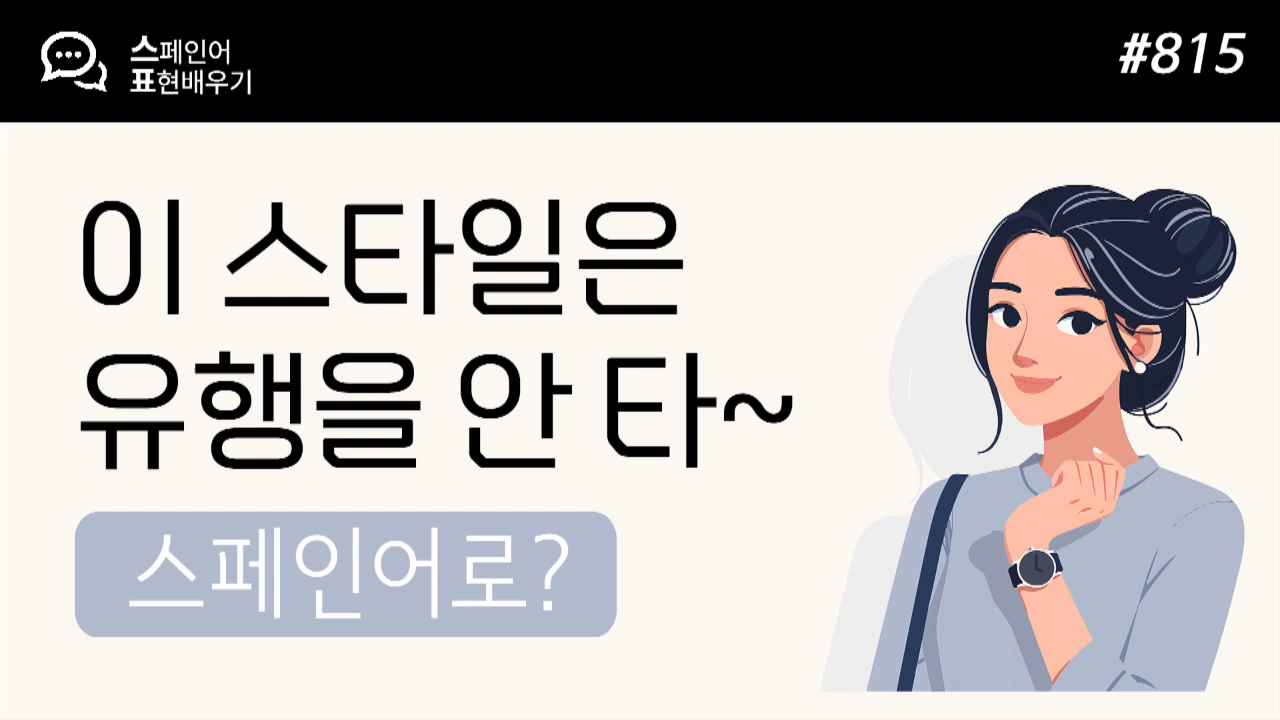 스페인어
표현배우기
#815
이 스타일은
유행을 안 타~
스페인어로?